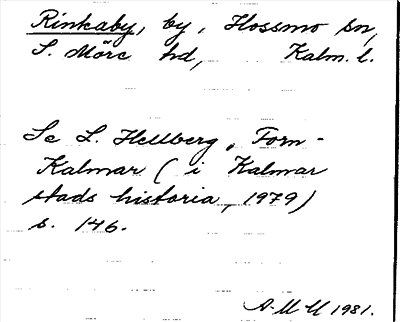 Rinkaby, by, Hossmo sn,
S. Möre hd, Kalm. l.
Se L. Hellberg, Forn-
Kalmar (i Kalmar
stads historia, 1979)
s. 146.
A M U 1981.